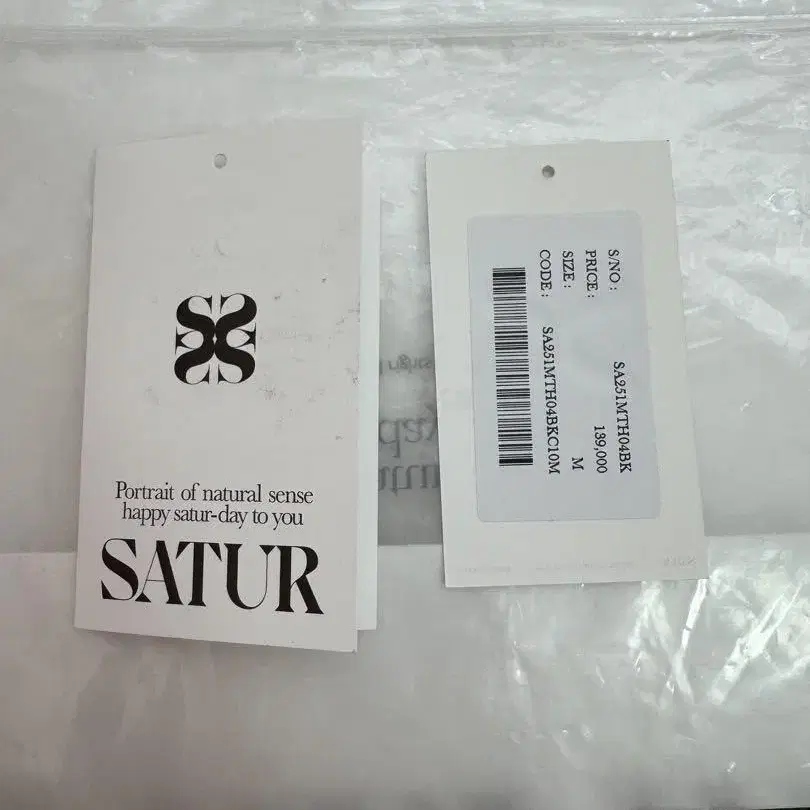 Portrait of natural sense
happy satur-day to you
SATUR
S/NO : SA251MTH04BK
PRICE : 139,000
SIZE : M
CODE : SA251MTH04BKC10M